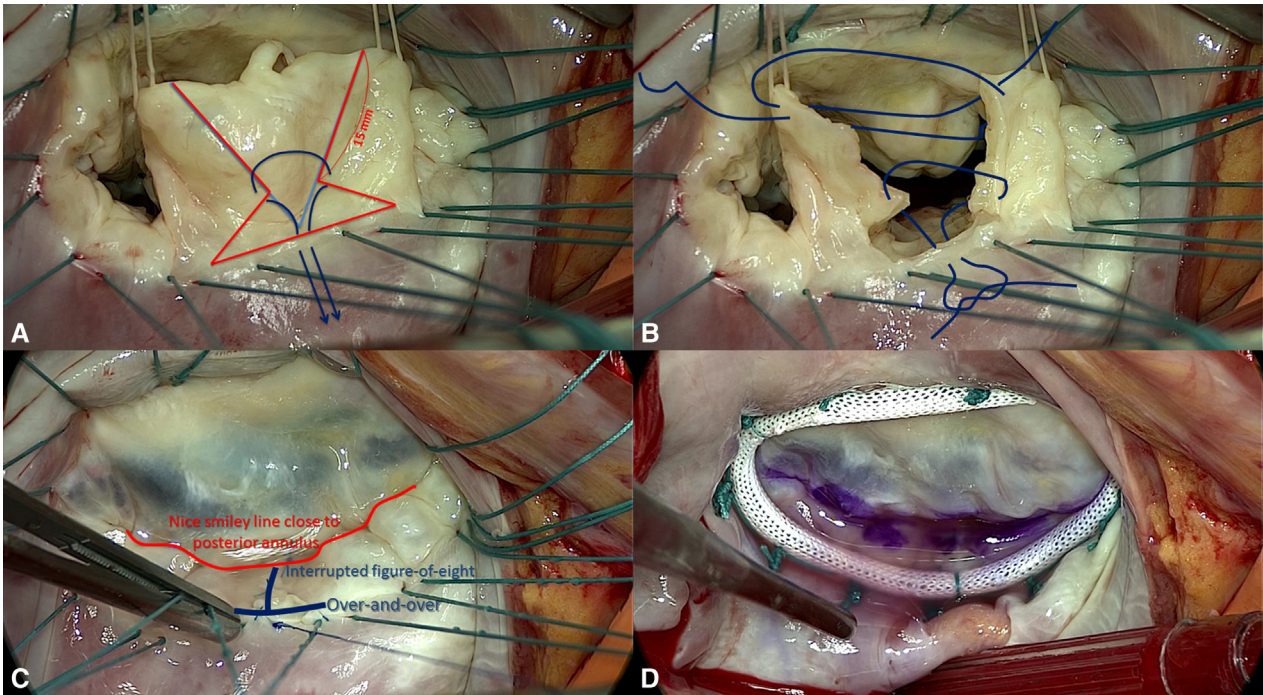 15 mm
A
B
Nice smiley line close to
posterior annulus
Interrupted figure-of-eight
Over-and-over
C
D